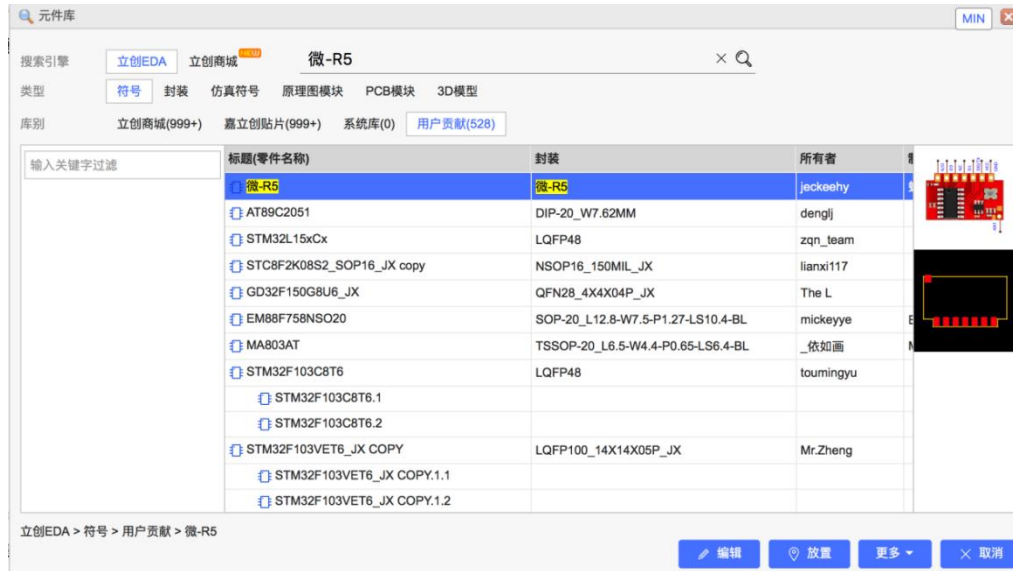 元件库 MIN
搜索引擎 立创EDA 立创商城 NEW 微-R5
类型 符号 封装 仿真符号 原理图模块 PCB模块 3D模型
库别 立创商城(999+) 嘉立创贴片(999+) 系统库(0) 用户贡献(528)
输入关键字过滤
标题(零件名称) 封装 所有者
微-R5 微-R5 jeckeehy
AT89C2051 DIP-20_W7.62MM denglj
STM32L15xCx LQFP48 zqn_team
STC8F2K08S2_SOP16_JX copy NSOP16_150MIL_JX lianxi117
GD32F150G8U6_JX QFN28_4X4X04P_JX The L
EM88F758NSO20 SOP-20_L12.8-W7.5-P1.27-LS10.4-BL mickeyye E
MA803AT TSSOP-20_L6.5-W4.4-P0.65-LS6.4-BL _依如画
STM32F103C8T6 LQFP48 toumingyu
STM32F103C8T6.1
STM32F103C8T6.2
STM32F103VET6_JX COPY LQFP100_14X14X05P_JX Mr.Zheng
STM32F103VET6_JX COPY.1.1
STM32F103VET6_JX COPY.1.2
立创EDA > 符号 > 用户贡献 > 微-R5
编辑 放置 更多 取消